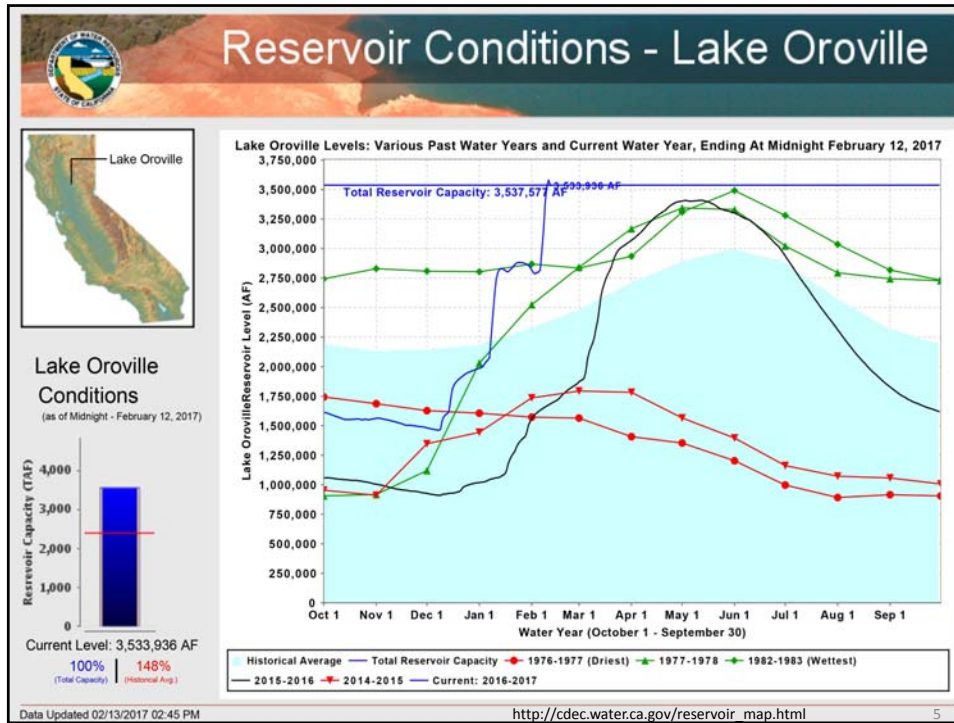 DEPARTMENT OF WATER RESOURCES
STATE OF CALIFORNIA
Reservoir Conditions - Lake Oroville
Lake Oroville
Lake Oroville
Conditions
(as of Midnight - February 12, 2017)
Resrevoir Capacity (TAF)
4,000
3,000
2,000
1,000
0
Current Level: 3,533,936 AF
100%
(Total Capacity)
148%
(Historical Avg.)
Lake Oroville Levels: Various Past Water Years and Current Water Year, Ending At Midnight February 12, 2017
Lake OrovilleReservoir Level (AF)
3,750,000
3,500,000
3,250,000
3,000,000
2,750,000
2,500,000
2,250,000
2,000,000
1,750,000
1,500,000
1,250,000
1,000,000
750,000
500,000
250,000
0
Total Reservoir Capacity: 3,537,577 AF
3,533,936 AF
Oct 1 Nov 1 Dec 1 Jan 1 Feb 1 Mar 1 Apr 1 May 1 Jun 1 Jul 1 Aug 1 Sep 1
Water Year (October 1 - September 30)
Historical Average Total Reservoir Capacity 1976-1977 (Driest) 1977-1978 1982-1983 (Wettest)
2015-2016 2014-2015 Current: 2016-2017
Data Updated 02/13/2017 02:45 PM
http://cdec.water.ca.gov/reservoir_map.html
5